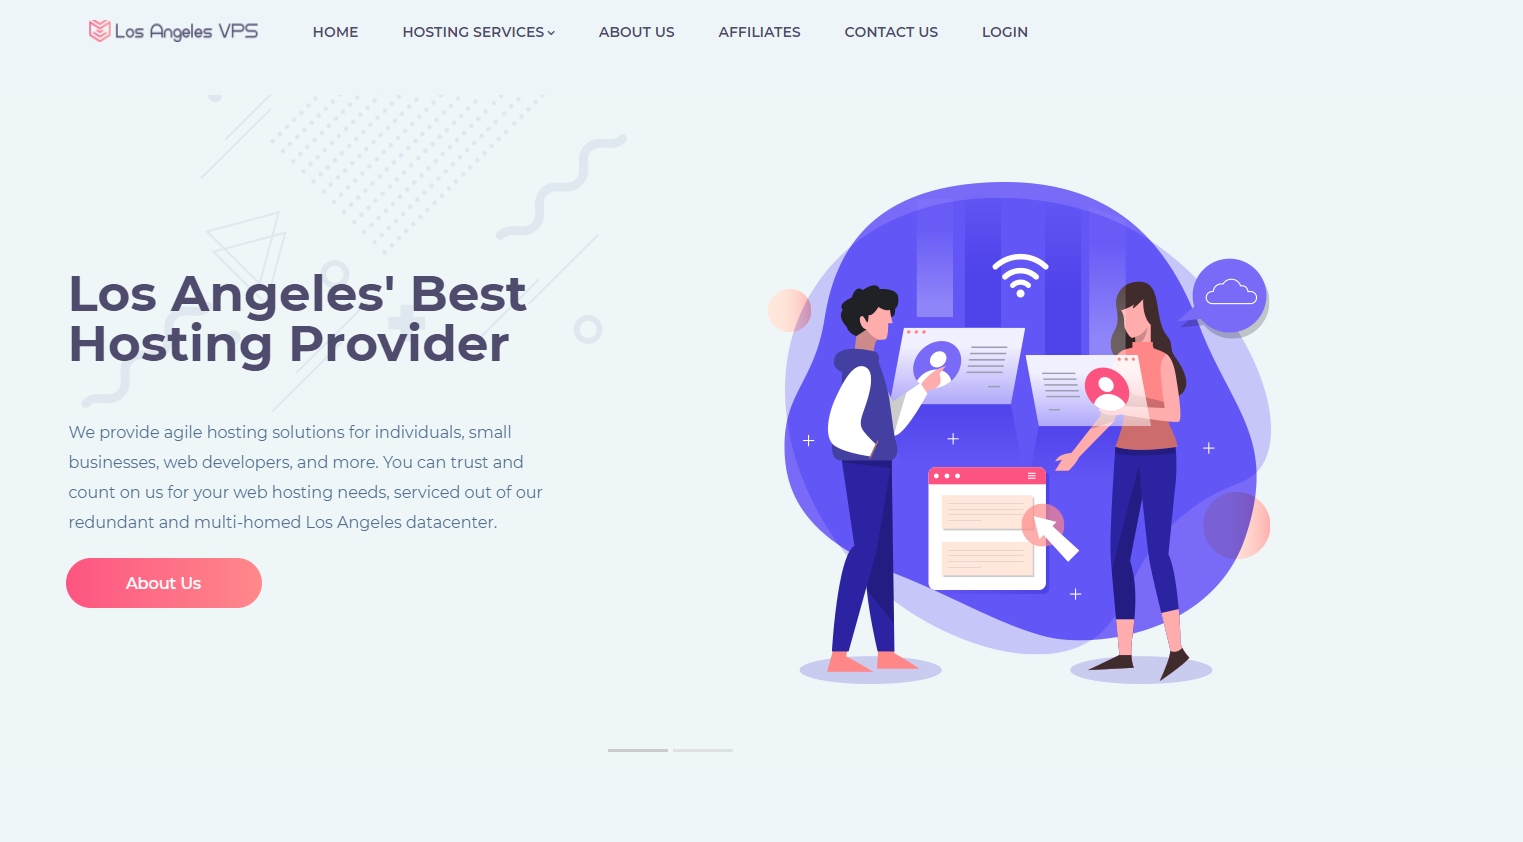 Los Angeles VPS
HOME
HOSTING SERVICES
ABOUT US
AFFILIATES
CONTACT US
LOGIN
Los Angeles' Best
Hosting Provider
We provide agile hosting solutions for individuals, small
businesses, web developers, and more. You can trust and
count on us for your web hosting needs, serviced out of our
redundant and multi-homed Los Angeles datacenter.
About Us